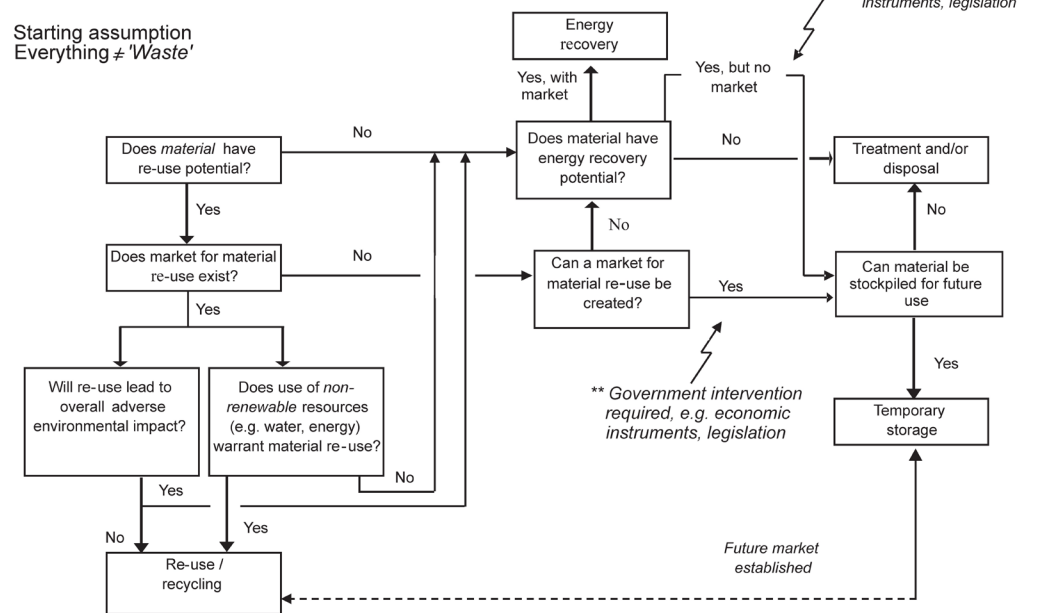 instruments, legislation
Starting assumption
Everything ≠ 'Waste'
Energy
recovery
Yes, with
market
Yes, but no
market
No
Does material have
re-use potential?
Does material have
energy recovery
potential?
No
Treatment and/or
disposal
Yes
No
No
Does market for material
re-use exist?
No
Can a market for
material re-use be
created?
Yes
Can material be
stockpiled for future
use
Yes
Yes
Will re-use lead to
overall adverse
environmental impact?
Does use of non-
renewable resources
(e.g. water, energy)
warrant material re-use?
** Government intervention
required, e.g. economic
instruments, legislation
Temporary
storage
No
Yes
Yes
No
Re-use /
recycling
Future market
established